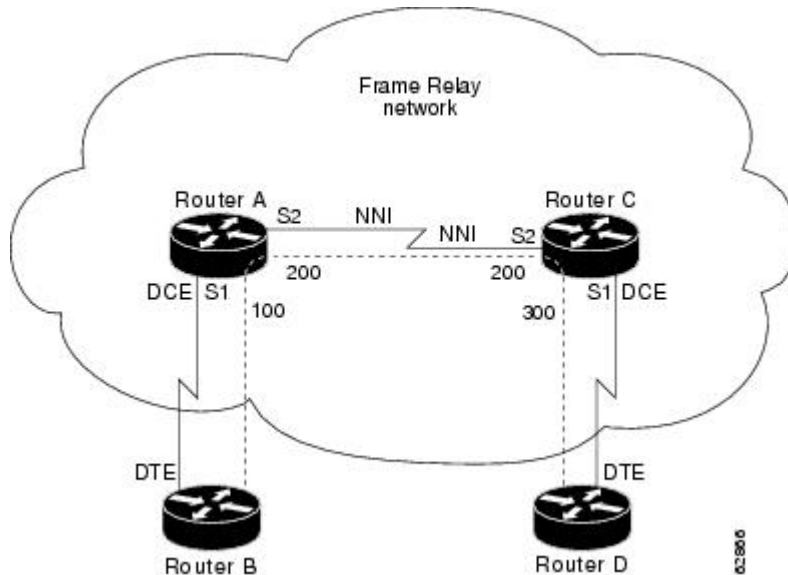 Frame Relay
network
Router A
Router C
S2
NNI
NNI
S2
200
200
DCE
S1
100
300
S1
DCE
DTE
DTE
Router B
Router D
62866